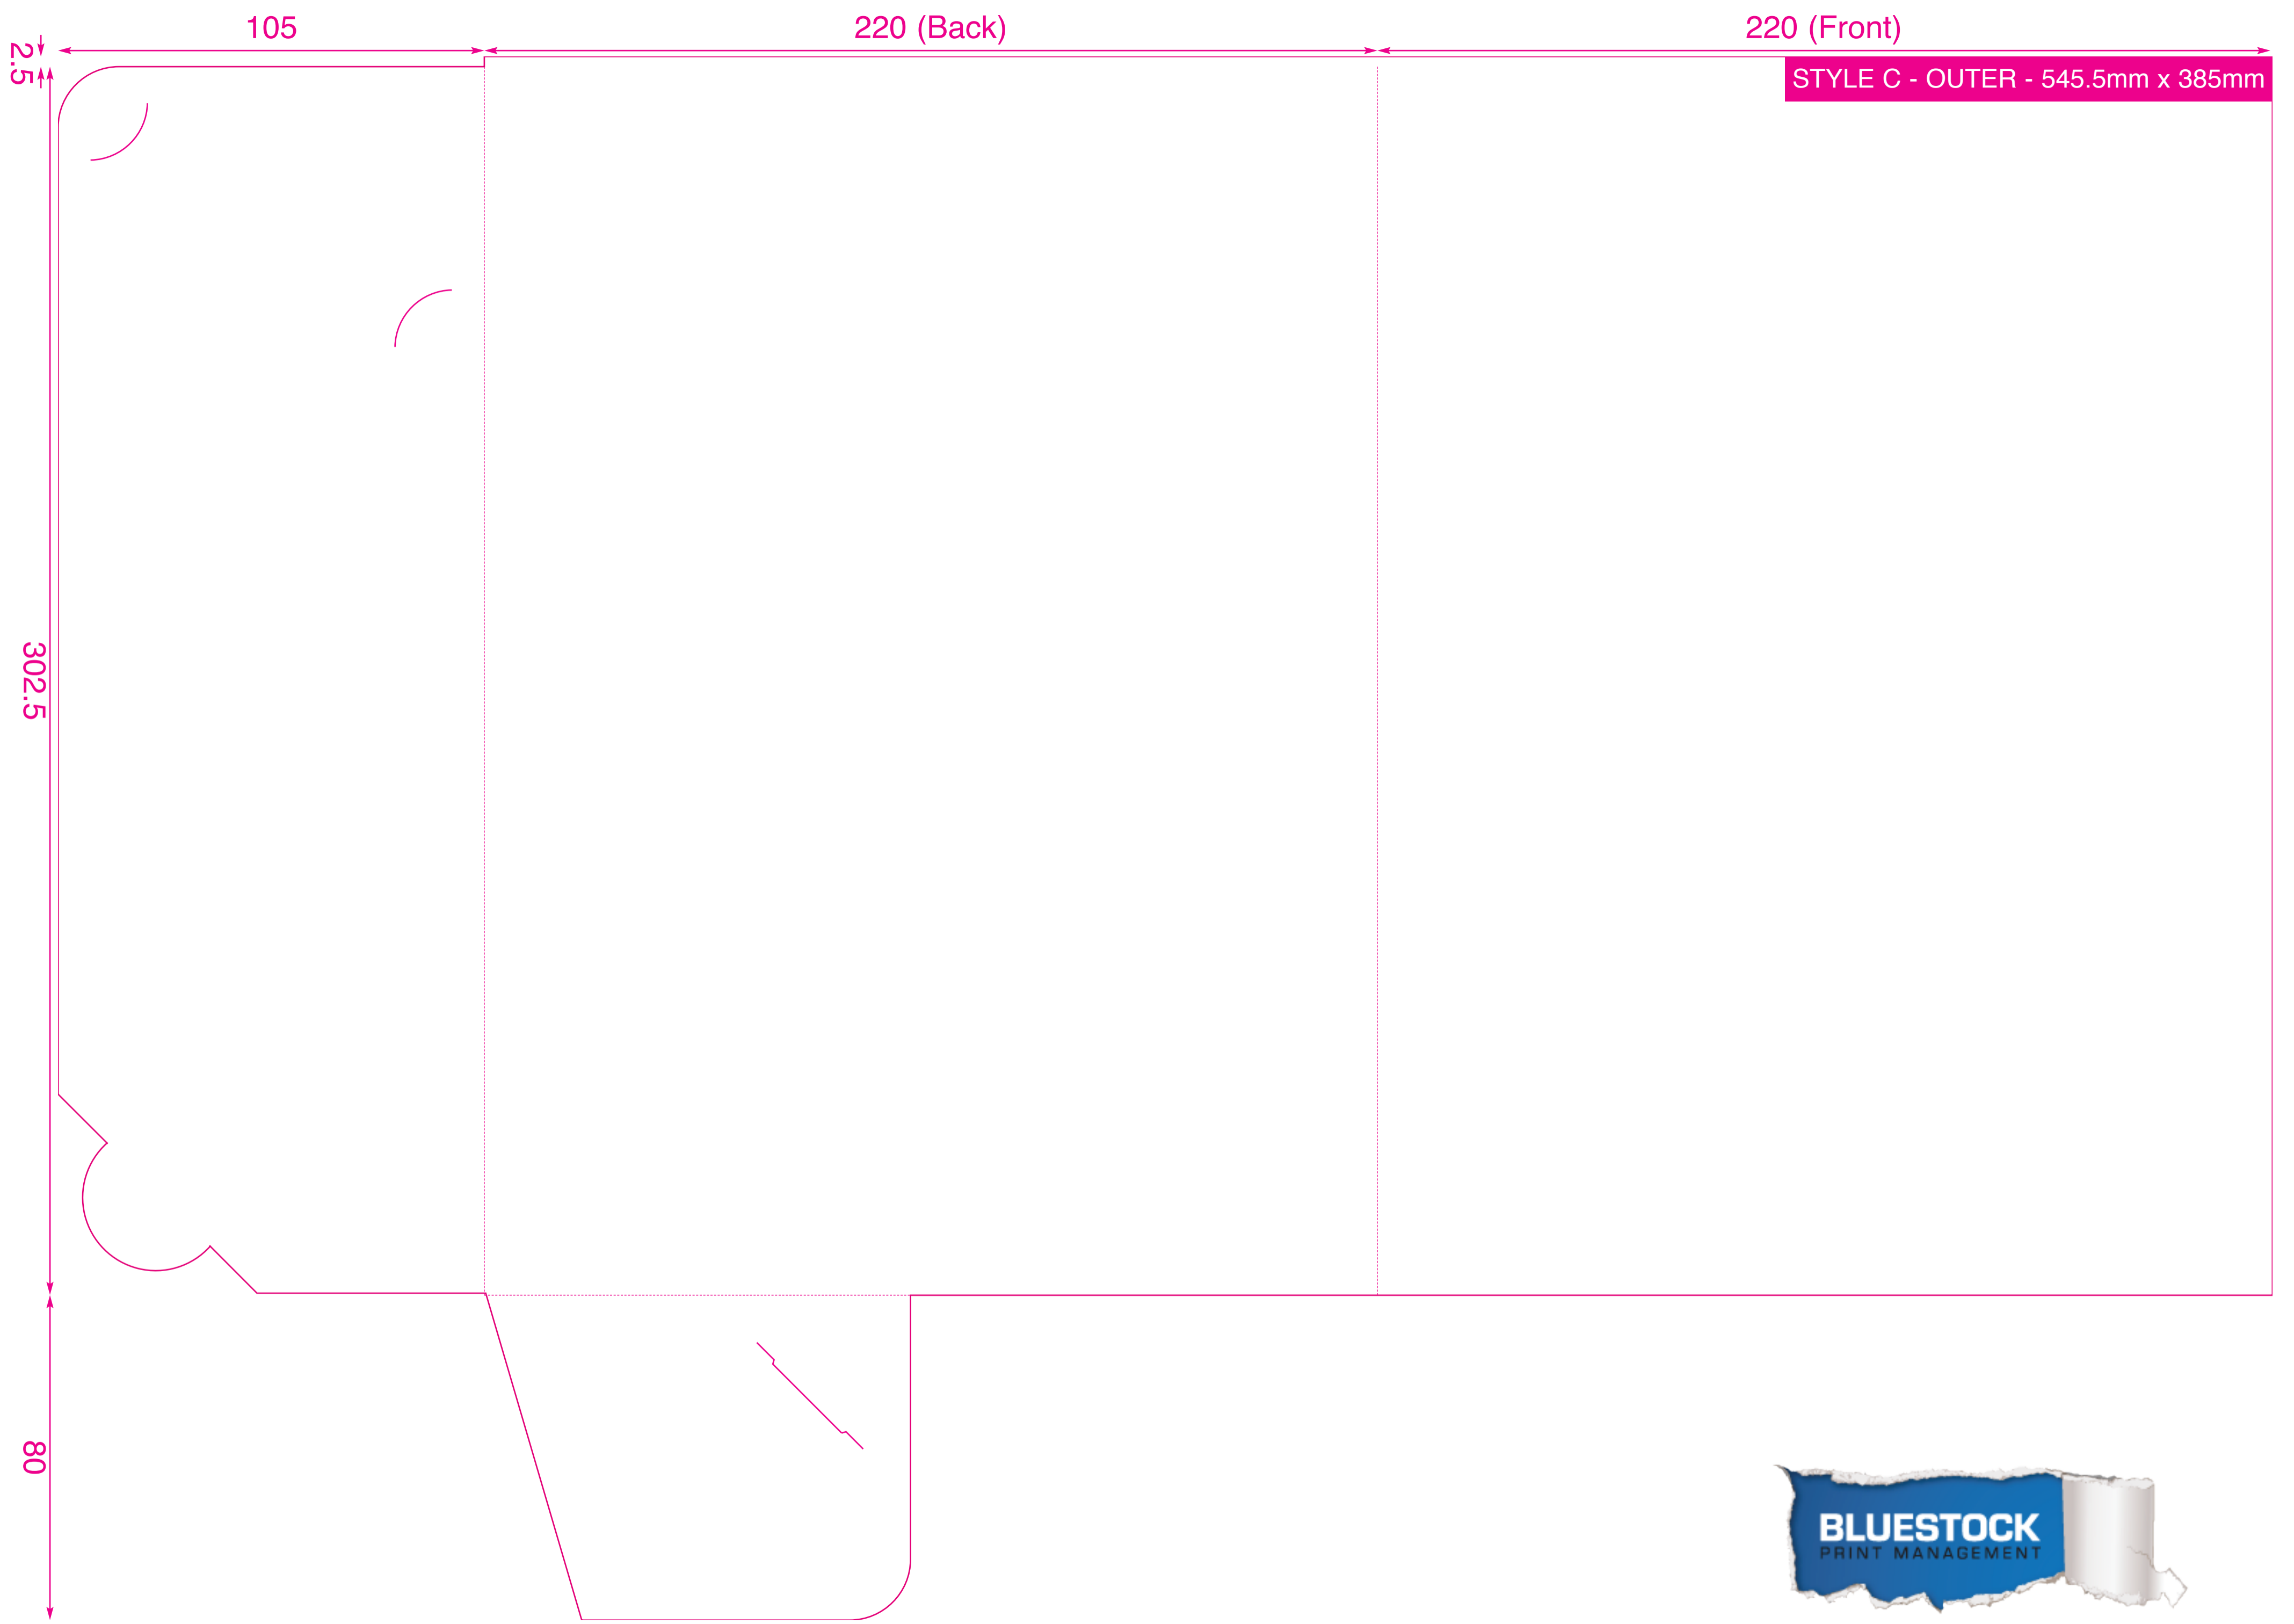 105
220 (Back)
220 (Front)
2.5
STYLE C - OUTER - 545.5mm x 385mm
302.5
80
BLUESTOCK
PRINT MANAGEMENT